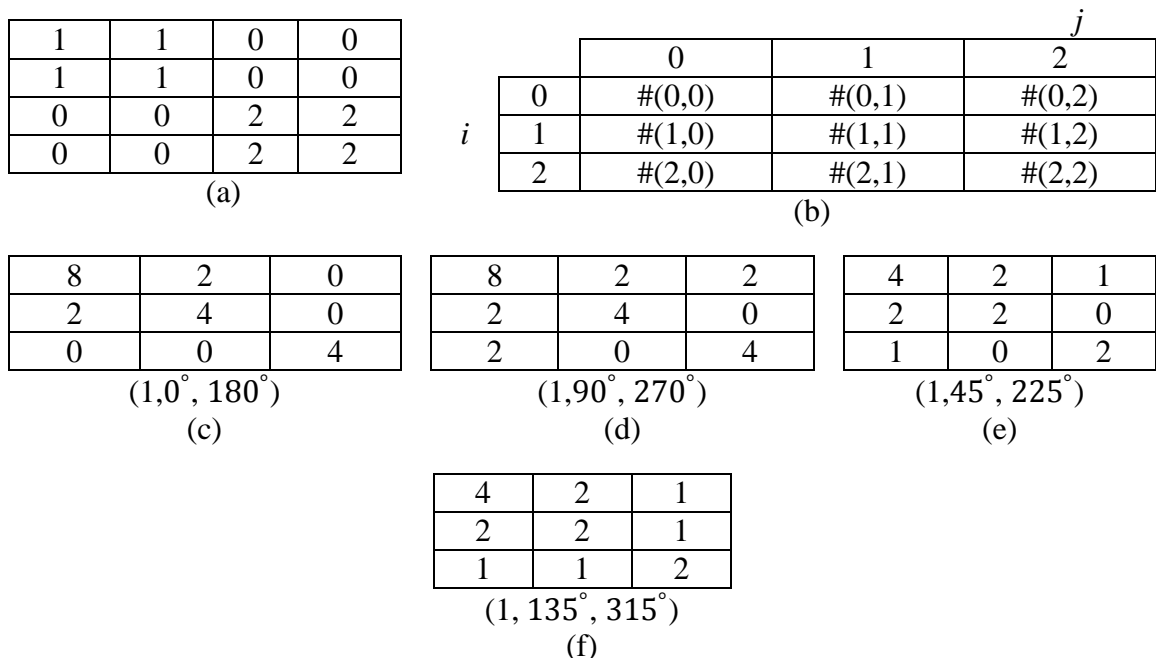 1 1 0 0
1 1 0 0
0 0 2 2
0 0 2 2
(a)
j
0 1 2
0 #(0,0) #(0,1) #(0,2)
i 1 #(1,0) #(1,1) #(1,2)
2 #(2,0) #(2,1) #(2,2)
(b)
8 2 0
2 4 0
0 0 4
(1,0°, 180°)
(c)
8 2 2
2 4 0
2 0 4
(1,90°, 270°)
(d)
4 2 1
2 2 0
1 0 2
(1,45°, 225°)
(e)
4 2 1
2 2 1
1 1 2
(1, 135°, 315°)
(f)